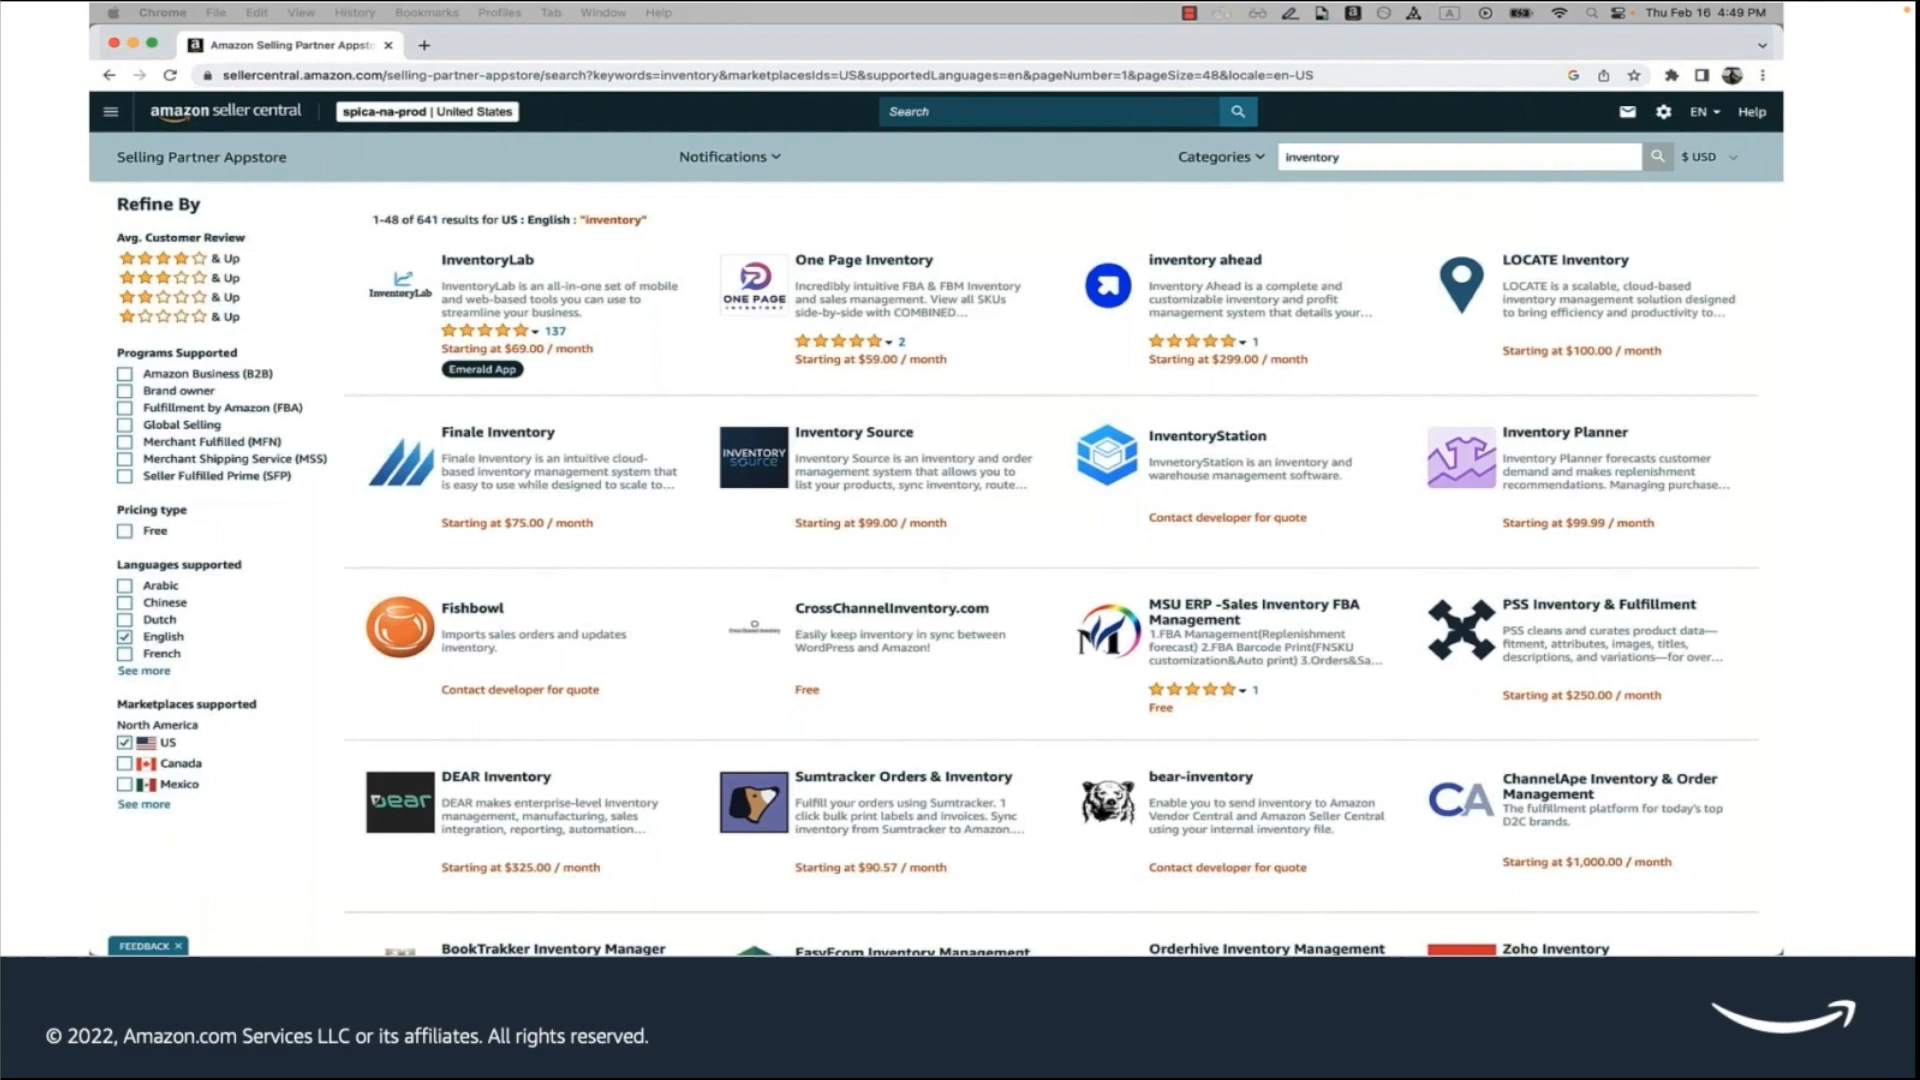 Chrome File Edit View History Bookmarks Profiles Tab Window Help
Thu Feb 16 4:49 PM
Amazon Selling Partner Appsto
sellercentral.amazon.com/selling-partner-appstore/search?keywords=inventory&marketplacesIds=US&supportedLanguages=en&pageNumber=1&pageSize=48&locale=en-US
amazon seller central
spica-na-prod | United States
Search
EN
Help
Selling Partner Appstore
Notifications
Categories
inventory
$ USD
Refine By
Avg. Customer Review
& Up
& Up
& Up
& Up
Programs Supported
Amazon Business (B2B)
Brand owner
Fulfillment by Amazon (FBA)
Global Selling
Merchant Fulfilled (MFN)
Merchant Shipping Service (MSS)
Seller Fulfilled Prime (SFP)
Pricing type
Free
Languages supported
Arabic
Chinese
Dutch
English
French
See more
Marketplaces supported
North America
US
Canada
Mexico
See more
FEEDBACK
1-48 of 641 results for US : English : "inventory"
InventoryLab
InventoryLab
InventoryLab is an all-in-one set of mobile
and web-based tools you can use to
streamline your business.
137
Starting at $69.00 / month
Emerald App
ONE PAGE
INVENTORY
One Page Inventory
Incredibly intuitive FBA & FBM Inventory
and sales management. View all SKUs
side-by-side with COMBINED...
2
Starting at $59.00 / month
inventory ahead
Inventory Ahead is a complete and
customizable inventory and profit
management system that details your...
1
Starting at $299.00 / month
LOCATE Inventory
LOCATE is a scalable, cloud-based
inventory management solution designed
to bring efficiency and productivity to...
Starting at $100.00 / month
Finale Inventory
Finale Inventory is an intuitive cloud-
based inventory management system that
is easy to use while designed to scale to...
Starting at $75.00 / month
INVENTORY
source
Inventory Source
Inventory Source is an inventory and order
management system that allows you to
list your products, sync inventory, route...
Starting at $99.00 / month
InventoryStation
InvnetoryStation is an inventory and
warehouse management software.
Contact developer for quote
Inventory Planner
Inventory Planner forecasts customer
demand and makes replenishment
recommendations. Managing purchase...
Starting at $99.99 / month
Fishbowl
Imports sales orders and updates
inventory.
Contact developer for quote
CrossChannelInventory.com
Easily keep inventory in sync between
WordPress and Amazon!
Free
MSU ERP -Sales Inventory FBA
Management
1.FBA Management(Replenishment
forecast) 2.FBA Barcode Print(FNSKU
customization&Auto print) 3.Orders&Sa...
1
Free
PSS Inventory & Fulfillment
PSS cleans and curates product data—
fitment, attributes, images, titles,
descriptions, and variations—for over...
Starting at $250.00 / month
Dear
DEAR Inventory
DEAR makes enterprise-level inventory
management, manufacturing, sales
integration, reporting, automation...
Starting at $325.00 / month
Sumtracker Orders & Inventory
Fulfill your orders using Sumtracker. 1
click bulk print labels and invoices. Sync
inventory from Sumtracker to Amazon....
Starting at $90.57 / month
bear-inventory
Enable you to send inventory to Amazon
Vendor Central and Amazon Seller Central
using your internal inventory file.
Contact developer for quote
CA
ChannelApe Inventory & Order
Management
The fulfillment platform for today's top
D2C brands.
Starting at $1,000.00 / month
BookTrakker Inventory Manager
EasyEcom Inventory Management
Orderhive Inventory Management
Zoho Inventory
© 2022, Amazon.com Services LLC or its affiliates. All rights reserved.